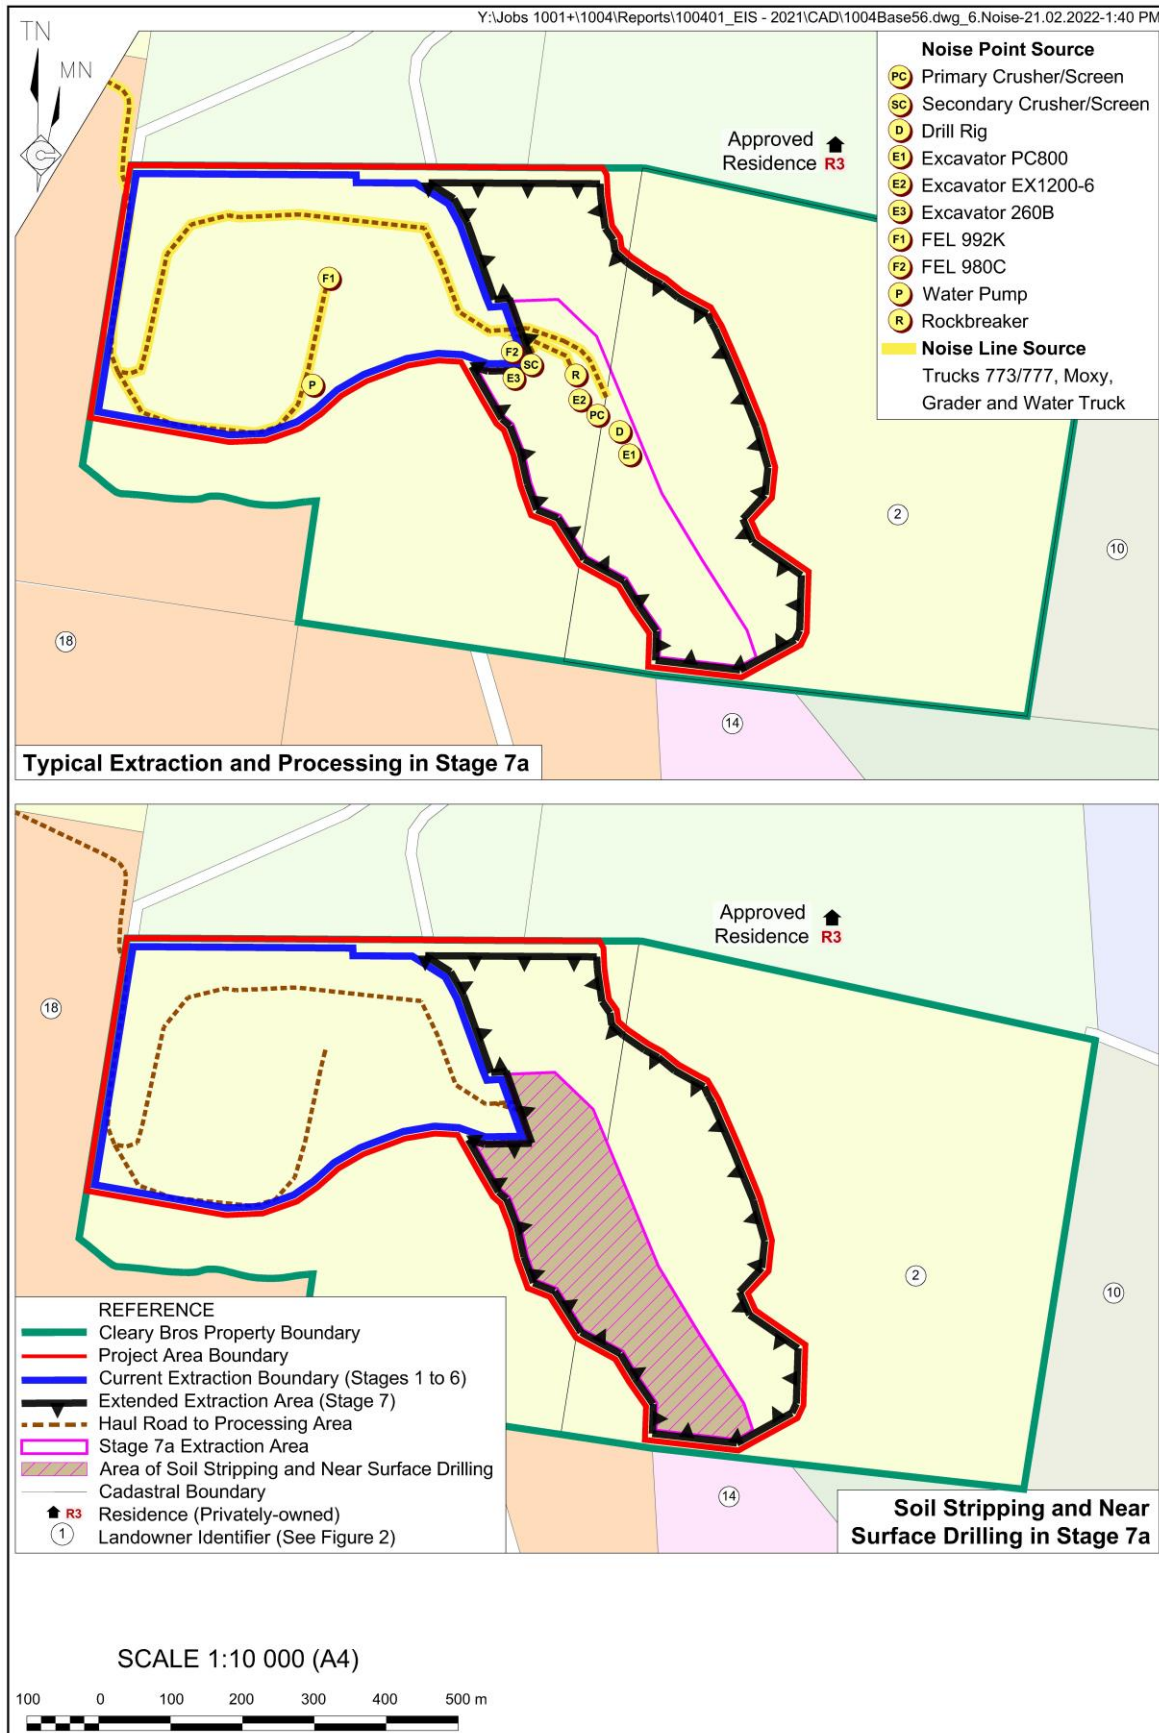 Y:\Jobs 1001+\1004\Reports\100401_EIS - 2021\CAD\1004Base56.dwg_6.Noise-21.02.2022-1:40 PM
TN
MN
Noise Point Source
PC Primary Crusher/Screen
SC Secondary Crusher/Screen
D Drill Rig
E1 Excavator PC800
E2 Excavator EX1200-6
E3 Excavator 260B
F1 FEL 992K
F2 FEL 980C
P Water Pump
R Rockbreaker
Noise Line Source
Trucks 773/777, Moxy,
Grader and Water Truck
Approved
Residence R3
F1
F2
SC
E3
P
R
E2
PC
D
E1
2
10
18
14
Typical Extraction and Processing in Stage 7a
Approved
Residence R3
18
2
10
14
REFERENCE
Cleary Bros Property Boundary
Project Area Boundary
Current Extraction Boundary (Stages 1 to 6)
Extended Extraction Area (Stage 7)
Haul Road to Processing Area
Stage 7a Extraction Area
Area of Soil Stripping and Near Surface Drilling
Cadastral Boundary
R3 Residence (Privately-owned)
1 Landowner Identifier (See Figure 2)
Soil Stripping and Near
Surface Drilling in Stage 7a
SCALE 1:10 000 (A4)
100 0 100 200 300 400 500 m